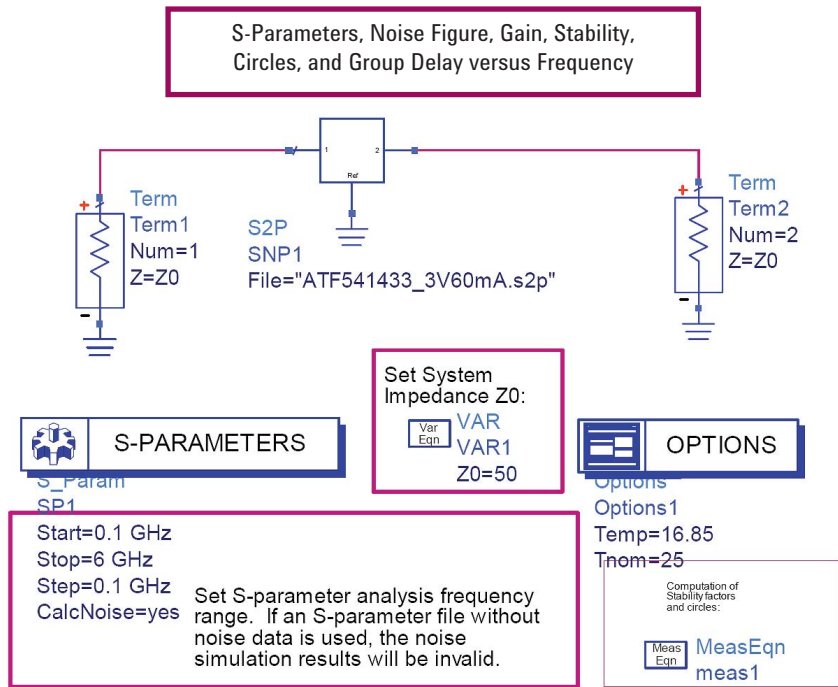 S-Parameters, Noise Figure, Gain, Stability,
Circles, and Group Delay versus Frequency
1
2
Ref
+
Term
Term1
Num=1
Z=Z0
-
S2P
SNP1
File="ATF541433_3V60mA.s2p"
+
Term
Term2
Num=2
Z=Z0
-
Set System
Impedance Z0:
Var
Eqn
VAR
VAR1
Z0=50
S-PARAMETERS
S_Param
SP1
Start=0.1 GHz
Stop=6 GHz
Step=0.1 GHz
CalcNoise=yes
Set S-parameter analysis frequency
range. If an S-parameter file without
noise data is used, the noise
simulation results will be invalid.
OPTIONS
Options
Options1
Temp=16.85
Tnom=25
Computation of
Stability factors
and circles:
Meas
Eqn
MeasEqn
meas1